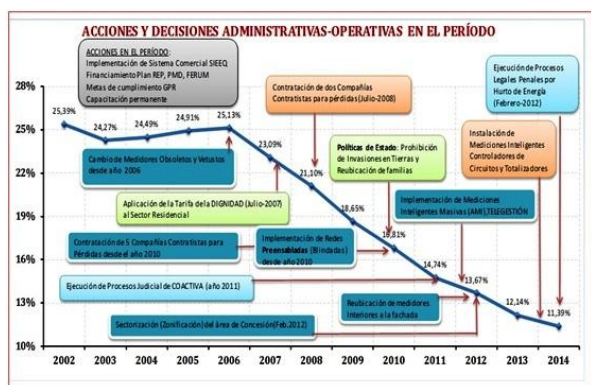 ACCIONES Y DECISIONES ADMINISTRATIVAS-OPERATIVAS EN EL PERÍODO
ACCIONES EN EL PERÍODO:
Implementación de Sistema Comercial SIEEQ
Financiamiento Plan REP, PMD, FERUM
Metas de cumplimiento GPR
Capacitación permanente
Ejecución de Procesos
Legales Penales por
Hurto de Energía
(Febrero-2012)
Contratación de dos Compañías
Contratistas para pérdidas (Julio-2008)
28%
25%
22%
19%
16%
13%
10%
25,39%
24,27%
24,49%
24,91%
25,13%
23,09%
21,10%
18,65%
16,81%
14,74%
13,67%
12,14%
11,39%
Políticas de Estado: Prohibición
de Invasiones en Tierras y
Reubicación de familias
Instalación de
Mediciones Inteligentes
Controladores de
Circuitos y Totalizadores
Cambio de Medidores Obsoletos y Vetustos
desde año 2006
Aplicación de la Tarifa de la DIGNIDAD (Julio-2007)
al Sector Residencial
Implementación de Mediciones
Inteligentes Masivas (AMI),TELEGESTIÓN
Contratación de 5 Compañías Contratistas para
Pérdidas desde el año 2010
Implementación de Redes
Preensabladas (Blindadas)
desde año 2010
Ejecución de Procesos Judicial de COACTIVA (año 2011)
Reubicación de medidores
Interiores a la fachada
Sectorización (Zonificación) del área de Concesión(Feb.2012)
2002 2003 2004 2005 2006 2007 2008 2009 2010 2011 2012 2013 2014